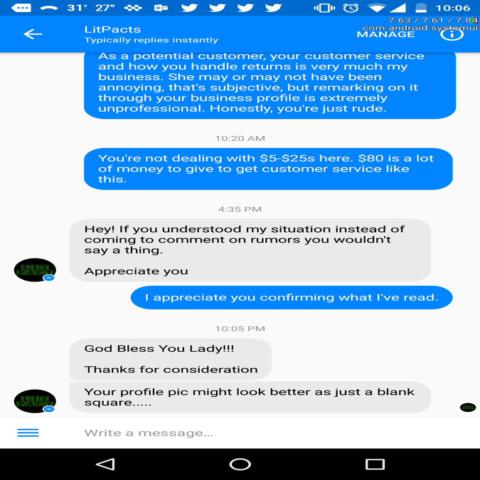 31° 27°
10:06
7.63 / 7.61 / 7.84
com.android.systemui
LitPacts
Typically replies instantly
MANAGE
As a potential customer, your customer service
and how you handle returns is very much my
business. She may or may not have been
annoying, that's subjective, but remarking on it
through your business profile is extremely
unprofessional. Honestly, you're just rude.
10:20 AM
You're not dealing with $5-$25s here. $80 is a lot
of money to give to get customer service like
this.
4:35 PM
Hey! If you understood my situation instead of
coming to comment on rumors you wouldn't
say a thing.
Appreciate you
I appreciate you confirming what I've read.
10:05 PM
God Bless You Lady!!!
Thanks for consideration
Your profile pic might look better as just a blank
square.....
Write a message...